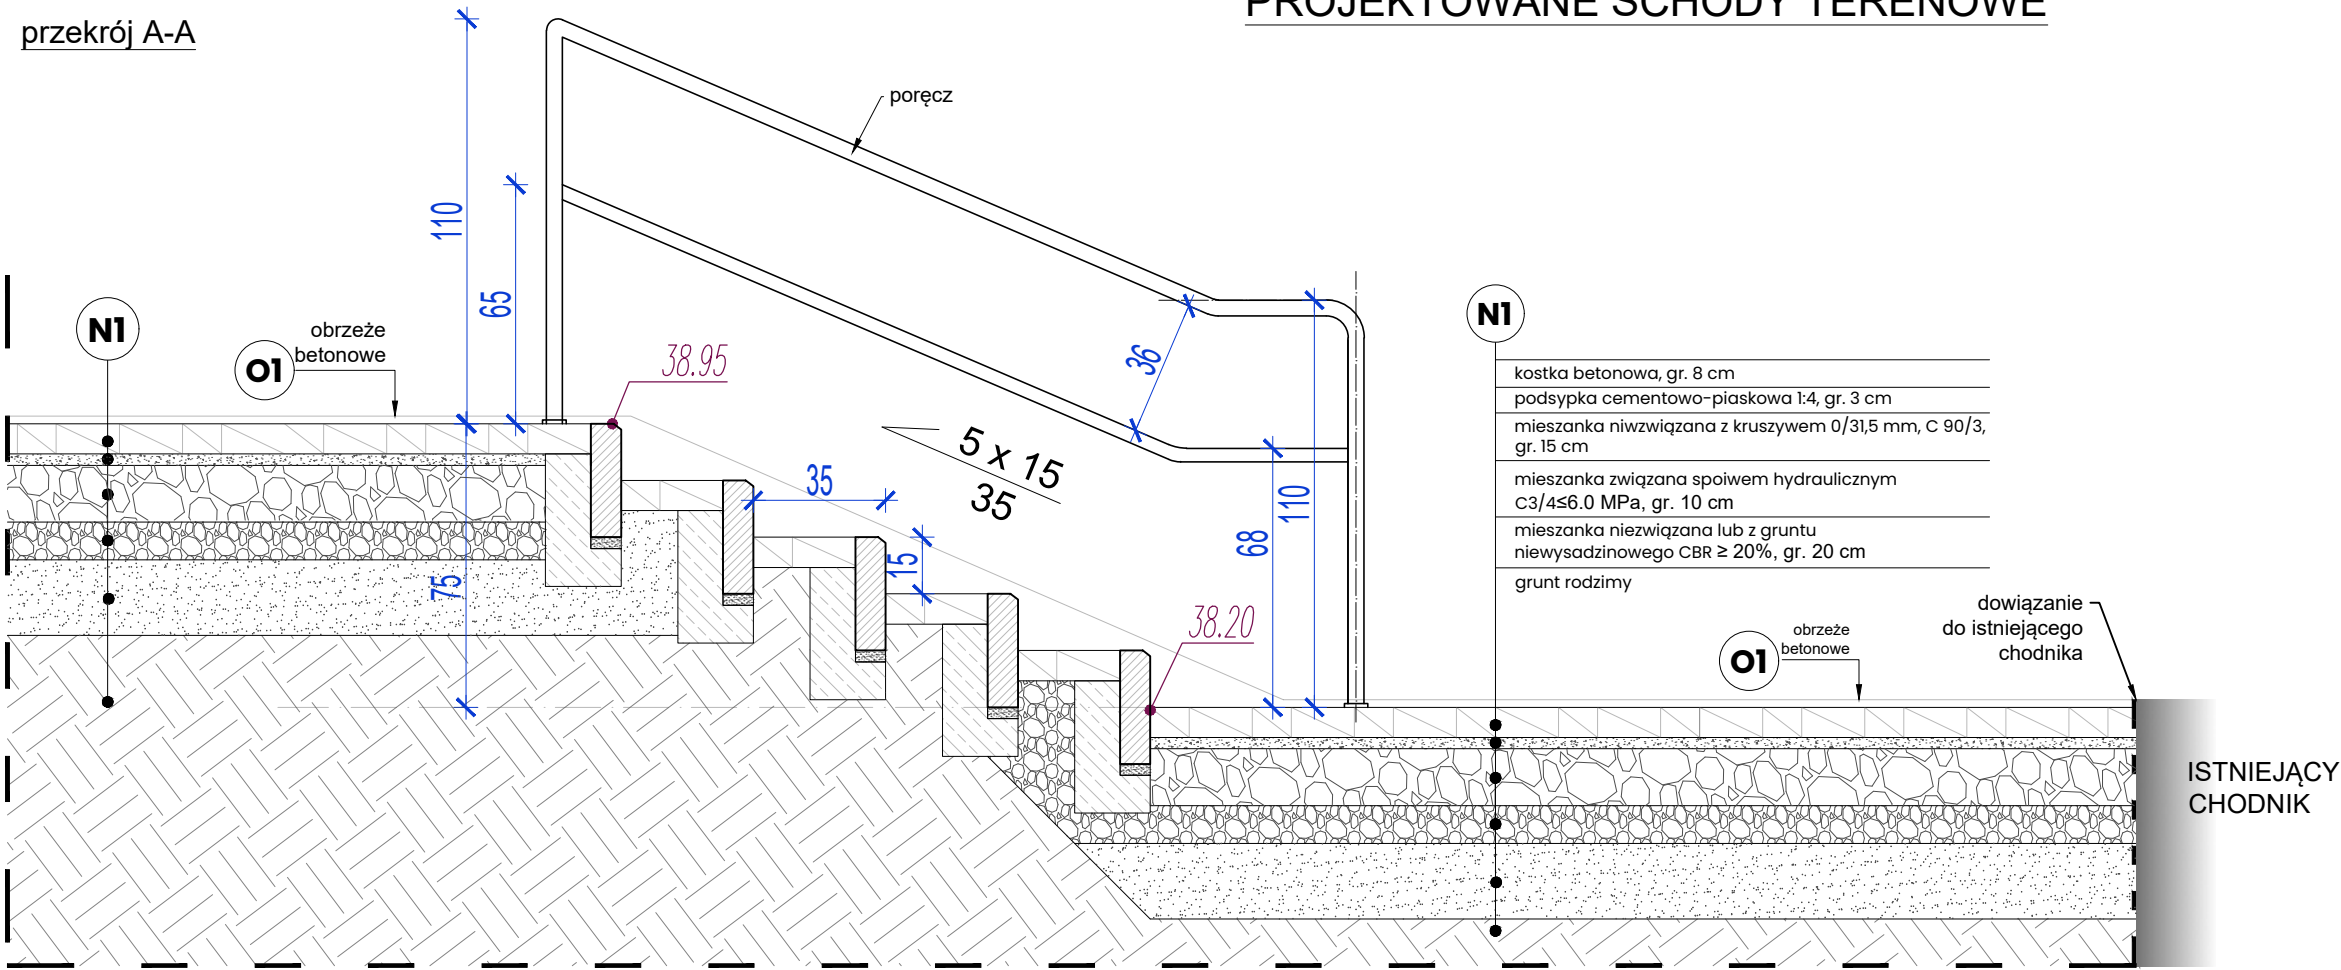 PROJEKTOWANE SCHODY TERENOWE
przekrój A-A
poręcz
110
65
N1
O1
obrzeże
betonowe
38.95
36
5 x 15
35
35
15
75
110
68
38.20
N1
kostka betonowa, gr. 8 cm
podsypka cementowo-piaskowa 1:4, gr. 3 cm
mieszanka niwzwiązana z kruszywem 0/31,5 mm, C 90/3,
gr. 15 cm
mieszanka związana spoiwem hydraulicznym
C3/4≤6.0 MPa, gr. 10 cm
mieszanka niezwiązana lub z gruntu
niewysadzinowego CBR ≥ 20%, gr. 20 cm
grunt rodzimy
O1
obrzeże
betonowe
dowiązanie
do istniejącego
chodnika
ISTNIEJĄCY
CHODNIK